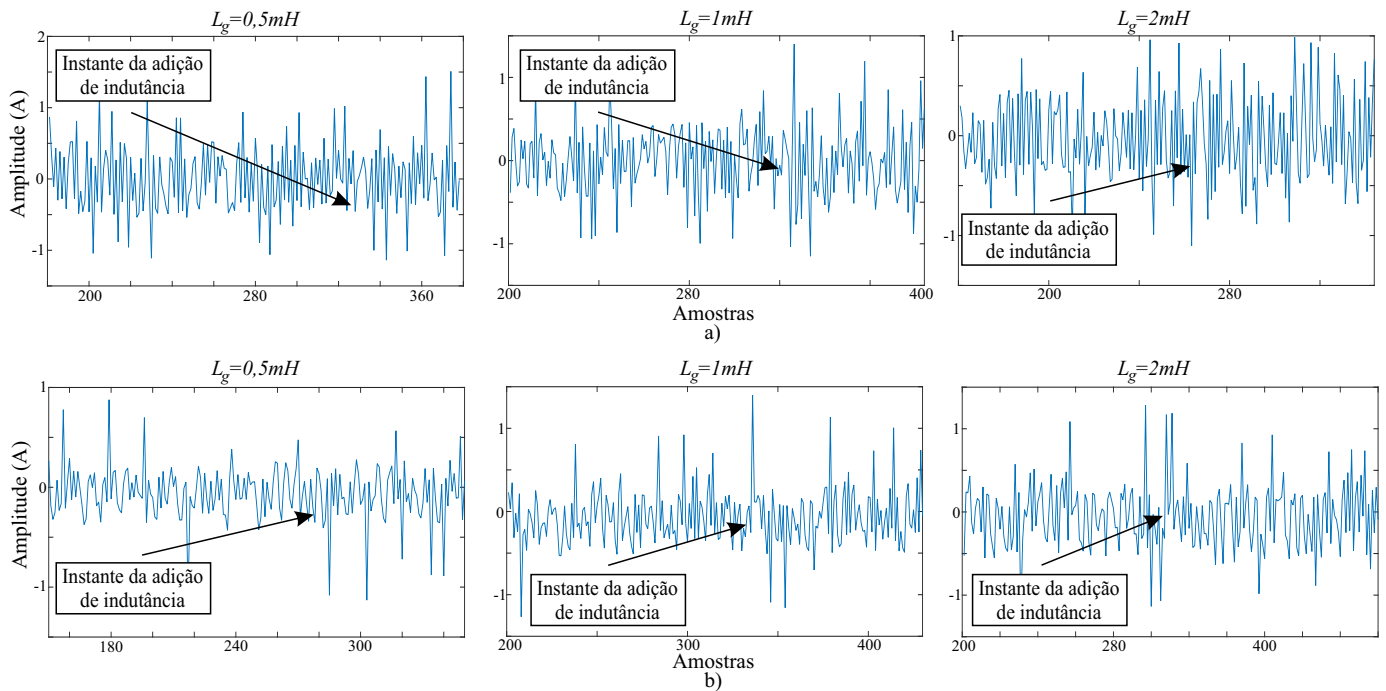 L_g=0,5mH L_g=1mH L_g=2mH
Amplitude (A)
2
1
0
-1
Instante da adição
de indutância
200 280 360
1
0
-1
Instante da adição
de indutância
200 280 400
1
0
-1
Instante da adição
de indutância
200 280
Amostras
a)
L_g=0,5mH L_g=1mH L_g=2mH
Amplitude (A)
1
0
-1
Instante da adição
de indutância
180 240 300
1
0
-1
Instante da adição
de indutância
200 300 400
1
0
-1
Instante da adição
de indutância
200 400
Amostras
b)